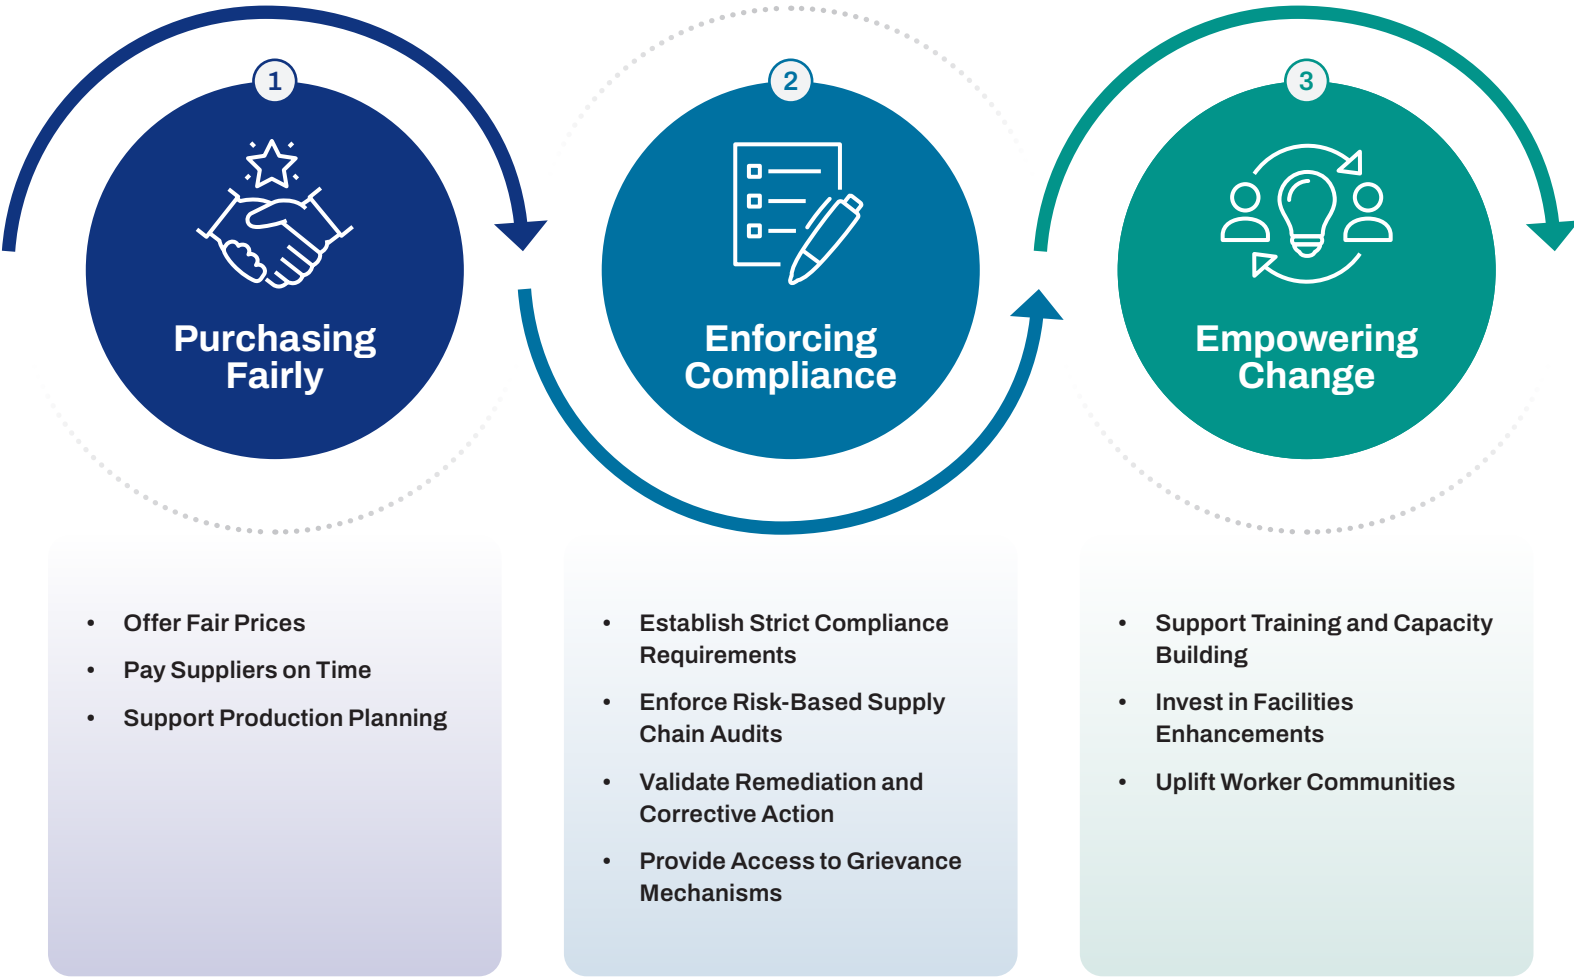 1
Purchasing
Fairly
• Offer Fair Prices
• Pay Suppliers on Time
• Support Production Planning
2
Enforcing
Compliance
• Establish Strict Compliance
Requirements
• Enforce Risk-Based Supply
Chain Audits
• Validate Remediation and
Corrective Action
• Provide Access to Grievance
Mechanisms
3
Empowering
Change
• Support Training and Capacity
Building
• Invest in Facilities
Enhancements
• Uplift Worker Communities